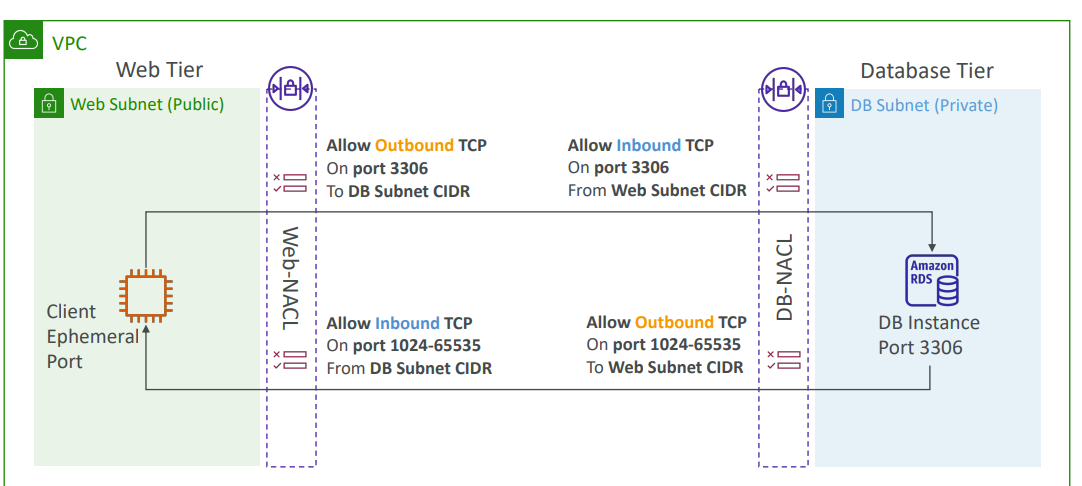 VPC
Web Tier
Database Tier
Web Subnet (Public)
DB Subnet (Private)
Allow Outbound TCP
On port 3306
To DB Subnet CIDR
Allow Inbound TCP
On port 3306
From Web Subnet CIDR
Web-NACL
DB-NACL
Amazon
RDS
Client
Ephemeral
Port
DB Instance
Port 3306
Allow Inbound TCP
On port 1024-65535
From DB Subnet CIDR
Allow Outbound TCP
On port 1024-65535
To Web Subnet CIDR